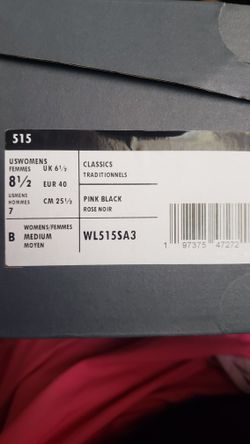 515
USWOMENS
FEMMES
8½
UK 6½
EUR 40
USMENS
HOMMES
7
CM 25½
CLASSICS
TRADITIONNELS
PINK BLACK
ROSE NOIR
B
WOMENS/FEMMES
MEDIUM
MOYEN
WL515SA3
1 97375 47272